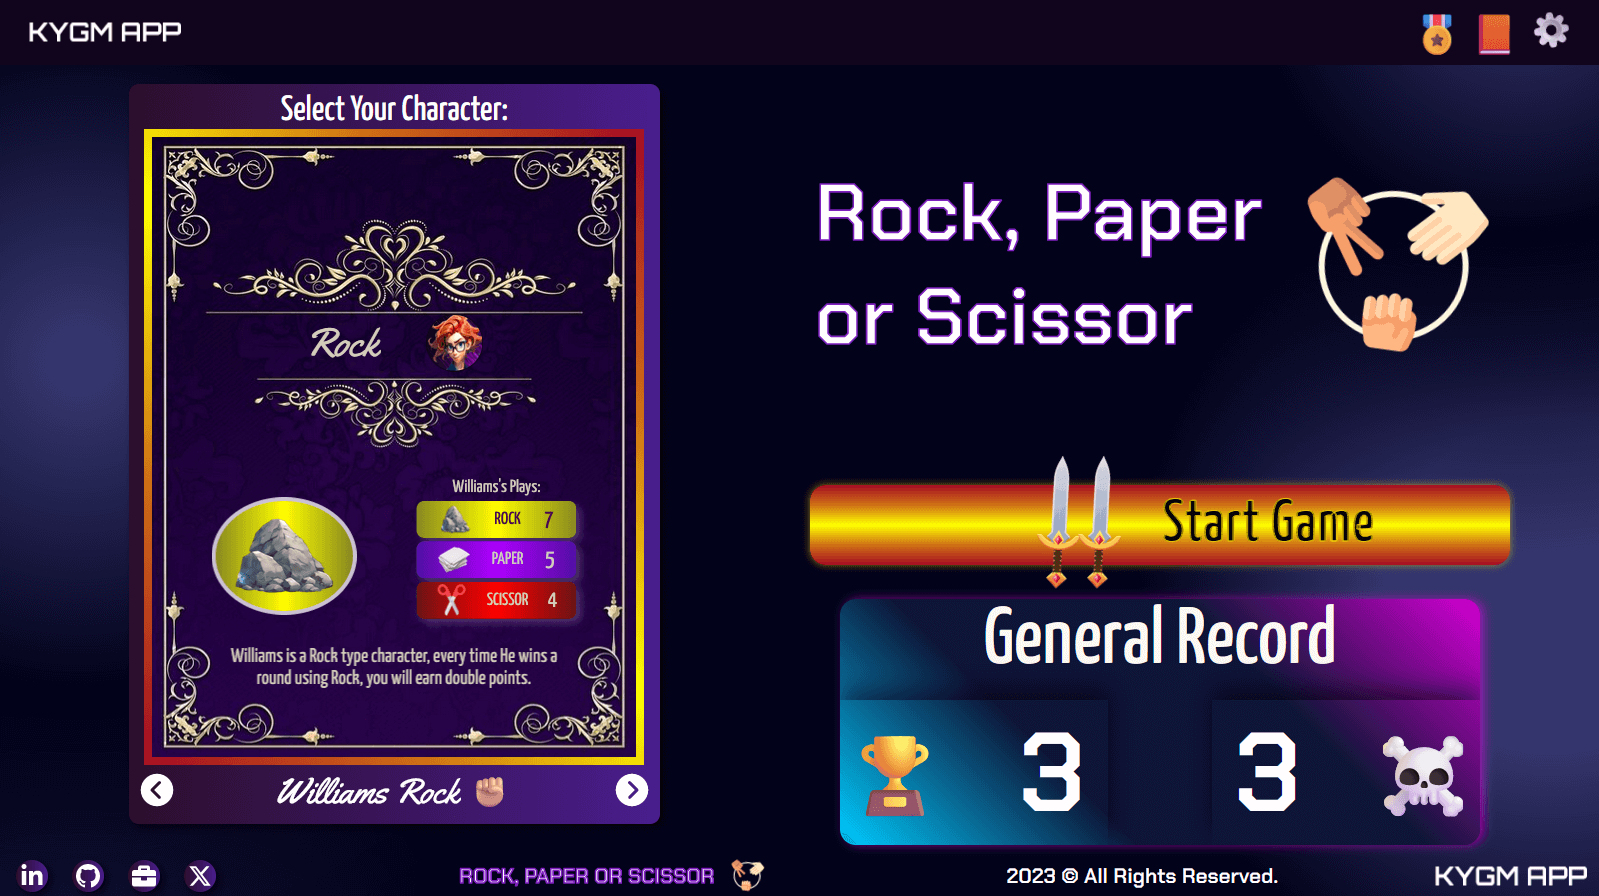 KYGM APP
Select Your Character:
Rock
Williams's Plays:
ROCK 7
PAPER 5
SCISSOR 4
Williams is a Rock type character, every time He wins a
round using Rock, you will earn double points.
Williams Rock
Rock, Paper
or Scissor
Start Game
General Record
3 3
in
X
ROCK, PAPER OR SCISSOR
2023 © All Rights Reserved.
KYGM APP